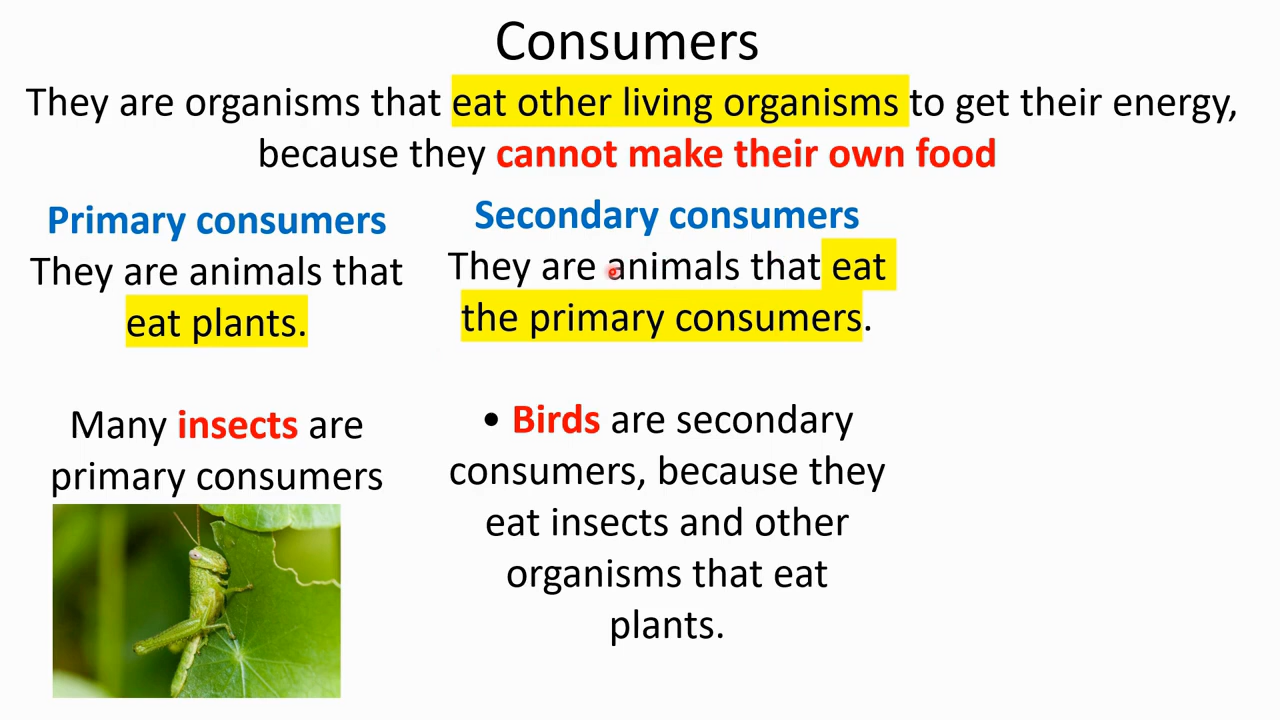 Consumers
They are organisms that eat other living organisms to get their energy,
because they cannot make their own food
Primary consumers
They are animals that
eat plants.
Many insects are
primary consumers
Secondary consumers
They are animals that eat
the primary consumers.
• Birds are secondary
consumers, because they
eat insects and other
organisms that eat
plants.